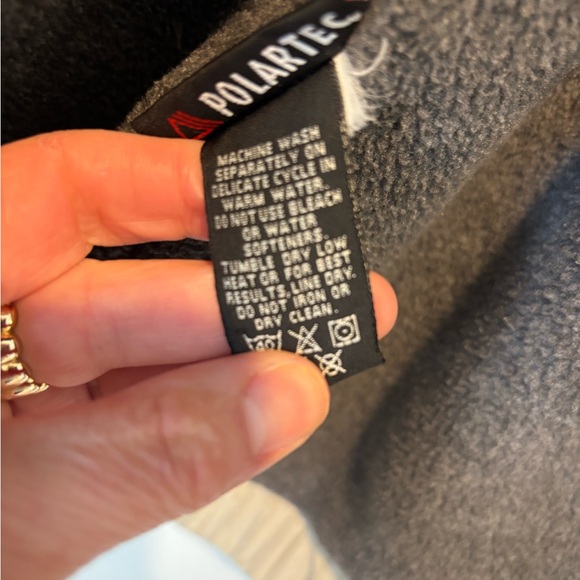 POLARTEC
MACHINE WASH
SEPARATELY ON
DELICATE CYCLE IN
WARM WATER.
DO NOT USE BLEACH
OR WATER
SOFTENERS.
TUMBLE DRY LOW
HEAT OR FOR BEST
RESULTS, LINE DRY.
DO NOT IRON OR
DRY CLEAN.
40